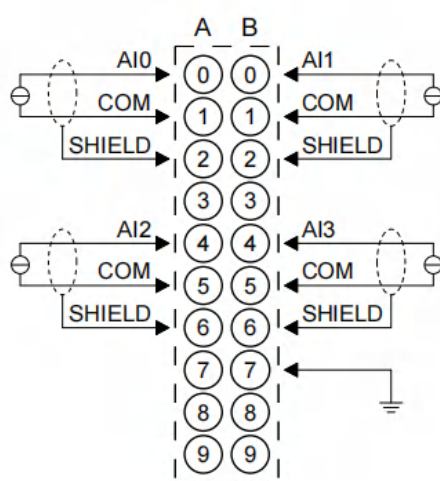 A B
AI0 0 0 AI1
COM 1 1 COM
SHIELD 2 2 SHIELD
3 3
AI2 4 4 AI3
COM 5 5 COM
SHIELD 6 6 SHIELD
7 7
8 8
9 9